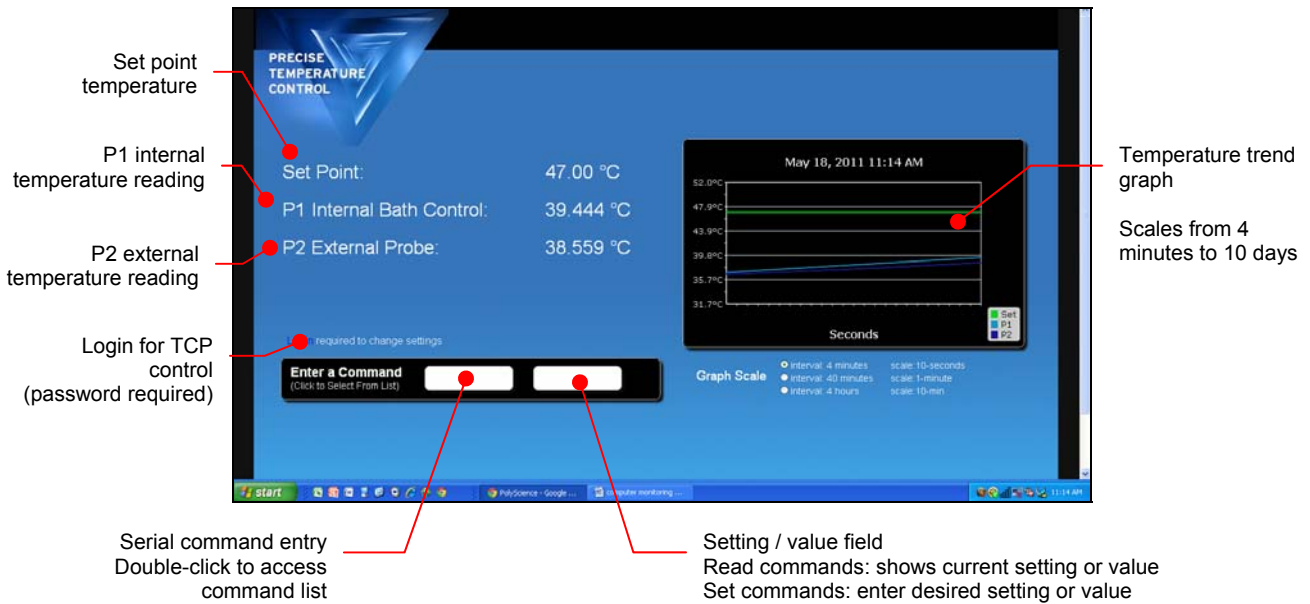 PRECISE
TEMPERATURE
CONTROL
Set point
temperature
P1 internal
temperature reading
P2 external
temperature reading
Login for TCP
control
(password required)
Set Point: 47.00 °C
P1 Internal Bath Control: 39.444 °C
P2 External Probe: 38.559 °C
required to change settings
Enter a Command
(Click to Select From List)
May 18, 2011 11:14 AM
52.0°C
47.9°C
43.9°C
39.8°C
35.7°C
31.7°C
Seconds
Set
P1
P2
Graph Scale
interval: 4 minutes scale:10-seconds
interval: 40 minutes scale:1-minute
interval: 4 hours scale:10-min
Temperature trend
graph
Scales from 4
minutes to 10 days
start
PolyScience - Google ...
computer monitoring ...
11:14 AM
Serial command entry
Double-click to access
command list
Setting / value field
Read commands: shows current setting or value
Set commands: enter desired setting or value